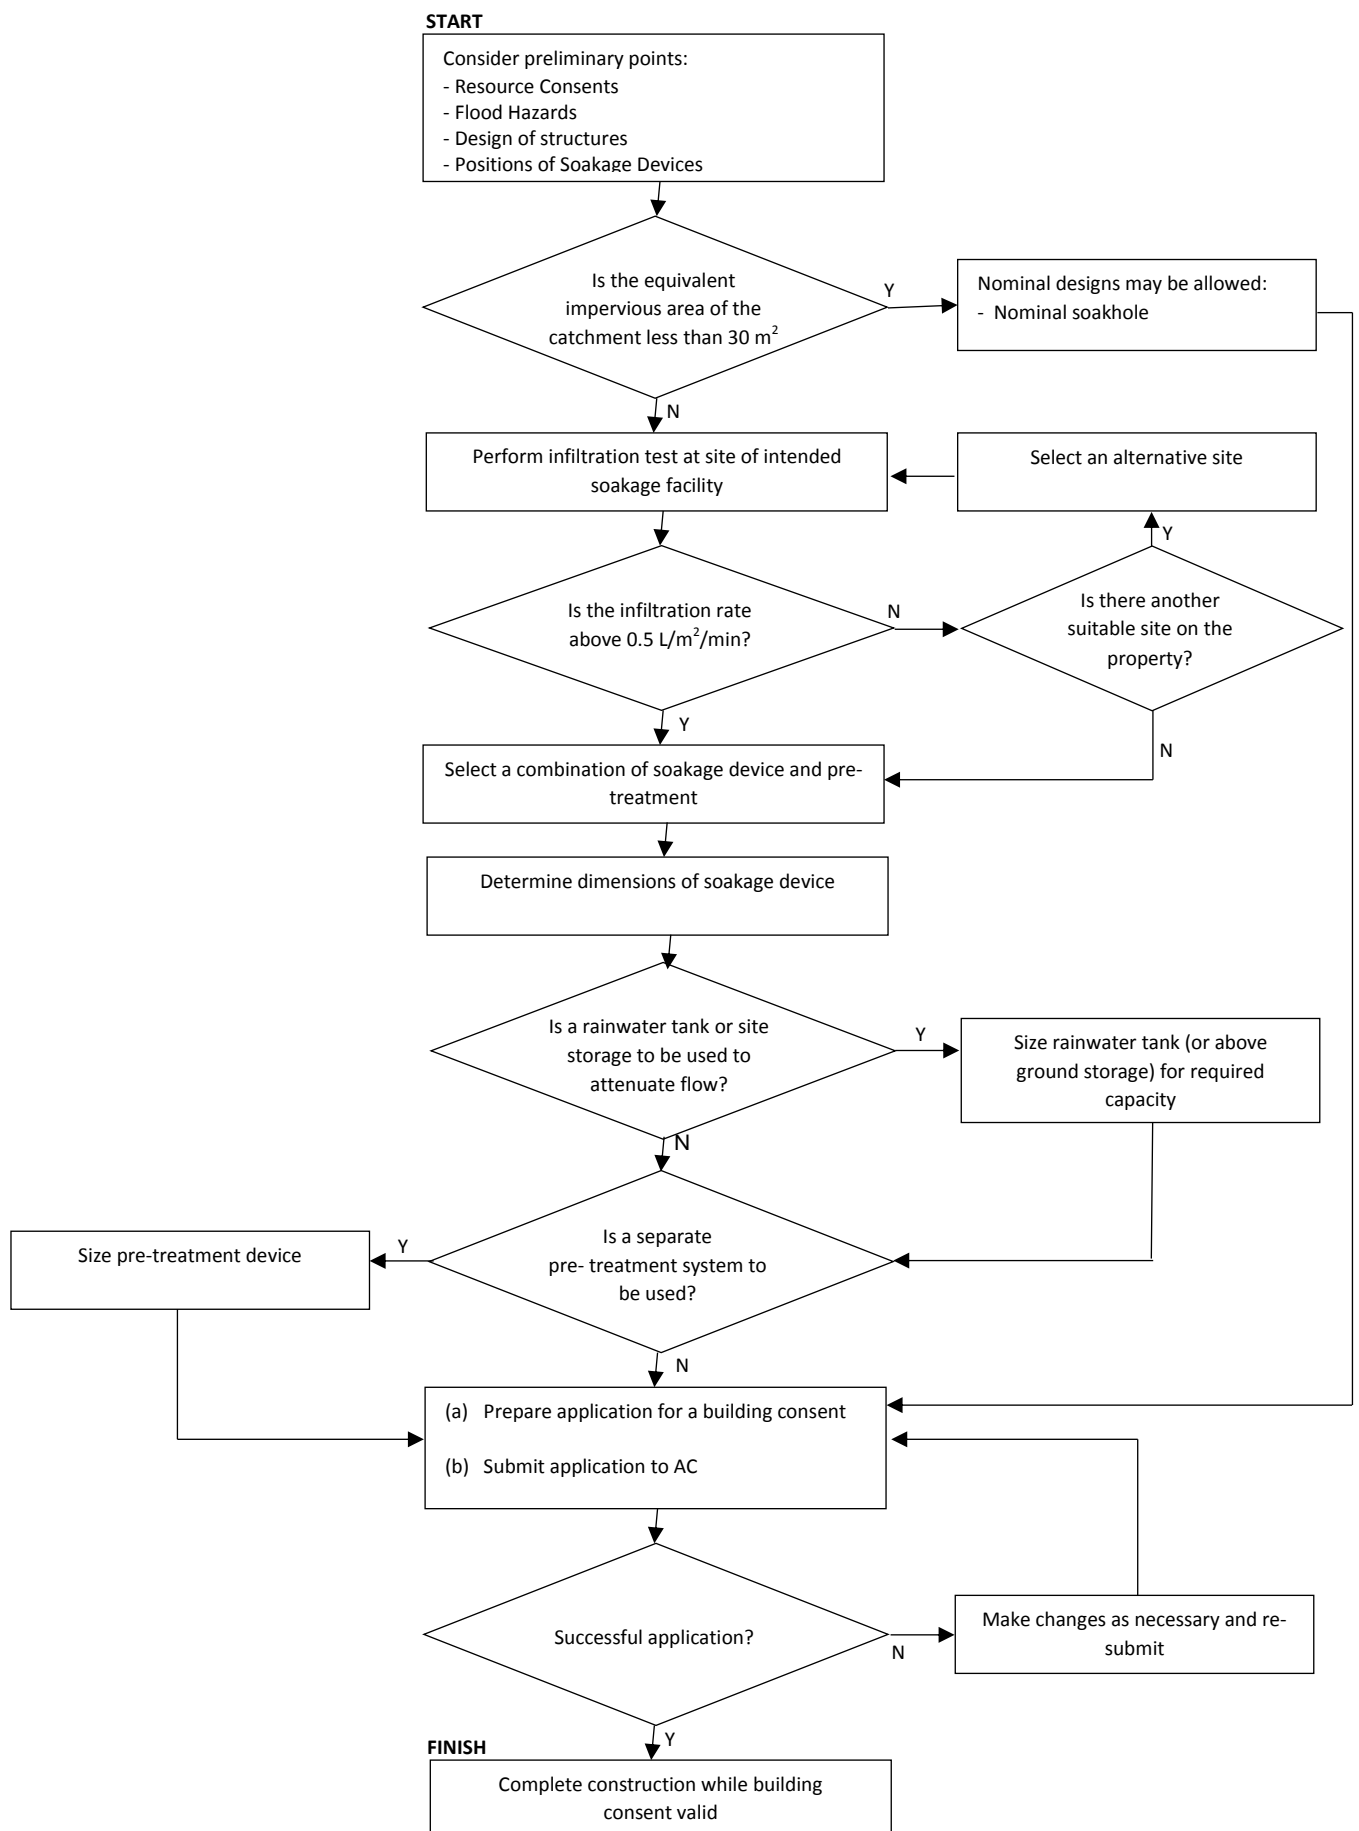 START
Consider preliminary points:
- Resource Consents
- Flood Hazards
- Design of structures
- Positions of Soakage Devices
Is the equivalent
impervious area of the
catchment less than 30 m²
Y
Nominal designs may be allowed:
- Nominal soakhole
N
Perform infiltration test at site of intended
soakage facility
Select an alternative site
Y
Is the infiltration rate
above 0.5 L/m²/min?
N
Is there another
suitable site on the
property?
Y
N
Select a combination of soakage device and pre-
treatment
Determine dimensions of soakage device
Is a rainwater tank or site
storage to be used to
attenuate flow?
Y
Size rainwater tank (or above
ground storage) for required
capacity
N
Is a separate
pre- treatment system to
be used?
Y
Size pre-treatment device
N
(a) Prepare application for a building consent
(b) Submit application to AC
Successful application?
N
Make changes as necessary and re-
submit
Y
FINISH
Complete construction while building
consent valid